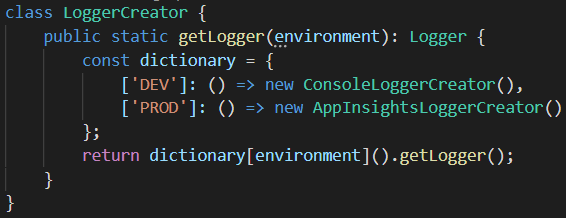 class LoggerCreator {
    public static getLogger(environment): Logger {
        const dictionary = {
            ['DEV']: () => new ConsoleLoggerCreator(),
            ['PROD']: () => new AppInsightsLoggerCreator()
        };
        return dictionary[environment]().getLogger();
    }
}